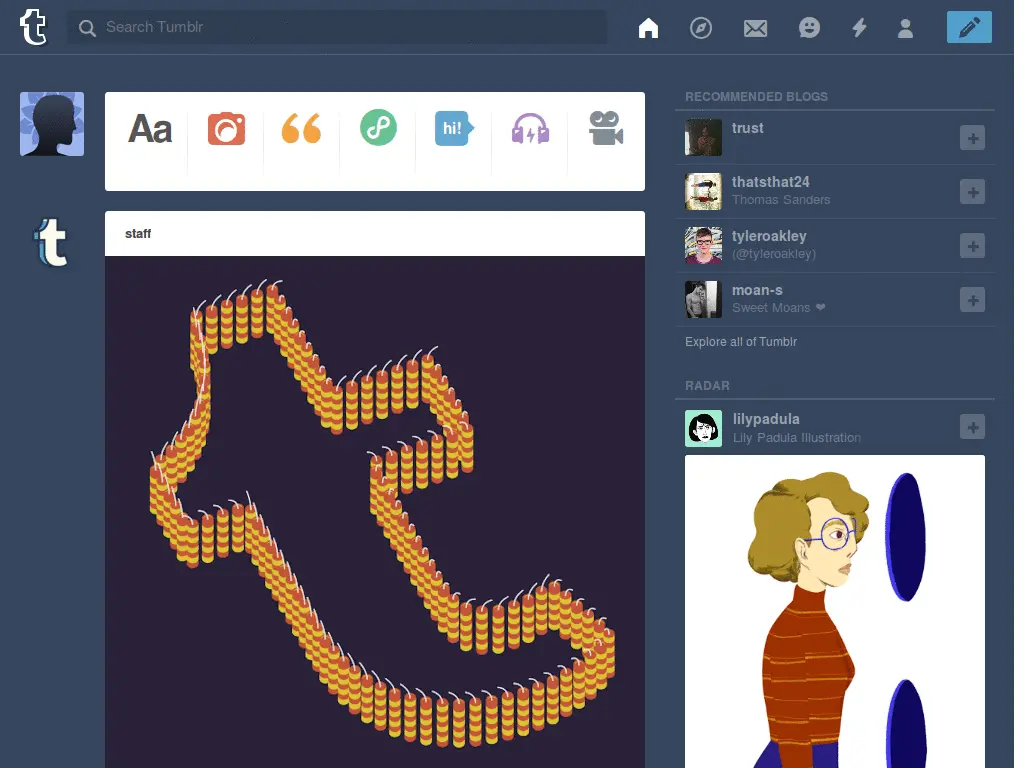 Search Tumblr
Aa
hi!
staff
RECOMMENDED BLOGS
trust
thatsthat24
Thomas Sanders
tyleroakley
(@tyleroakley)
moan-s
Sweet Moans ❤
Explore all of Tumblr
RADAR
lilypadula
Lily Padula Illustration